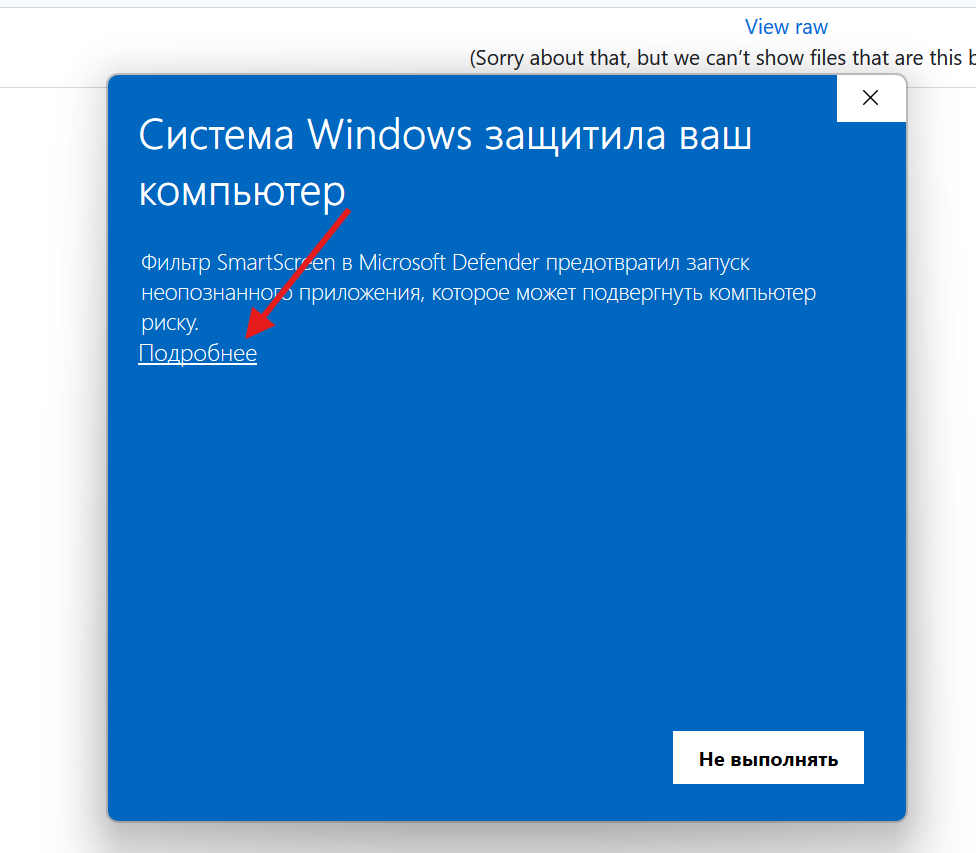 View raw
(Sorry about that, but we can’t show files that are this b
Система Windows защитила ваш
компьютер
Фильтр SmartScreen в Microsoft Defender предотвратил запуск
неопознанного приложения, которое может подвергнуть компьютер
риску.
Подробнее
Не выполнять